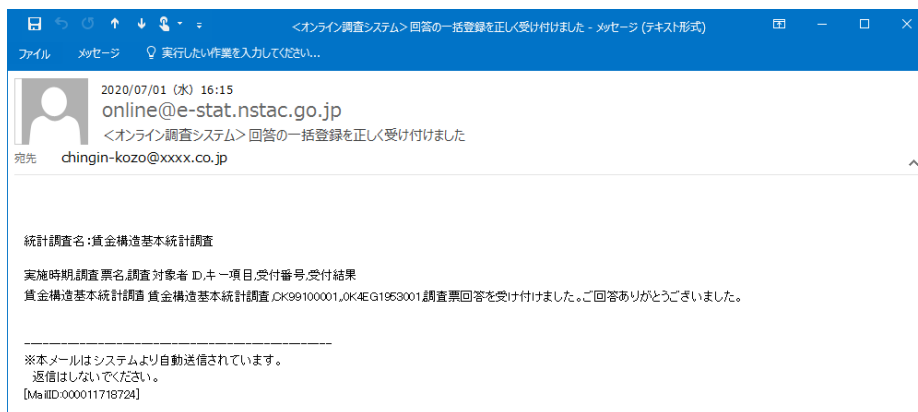 <オンライン調査システム>回答の一括登録を正しく受け付けました - メッセージ (テキスト形式)
ファイル メッセージ 実行したい作業を入力してください...
2020/07/01 (水) 16:15
online@e-stat.nstac.go.jp
<オンライン調査システム>回答の一括登録を正しく受け付けました
宛先 chingin-kozo@xxxx.co.jp
統計調査名:賃金構造基本統計調査
実施時期,調査票名,調査対象者 ID,キー項目,受付番号,受付結果
賃金構造基本統計調査 賃金構造基本統計調査,CK99100001,,0K4EG1953001,調査票回答を受け付けました。ご回答ありがとうございました。
------------------------------------------------
※本メールはシステムより自動送信されています。
返信はしないでください。
[MailID:000011718724]